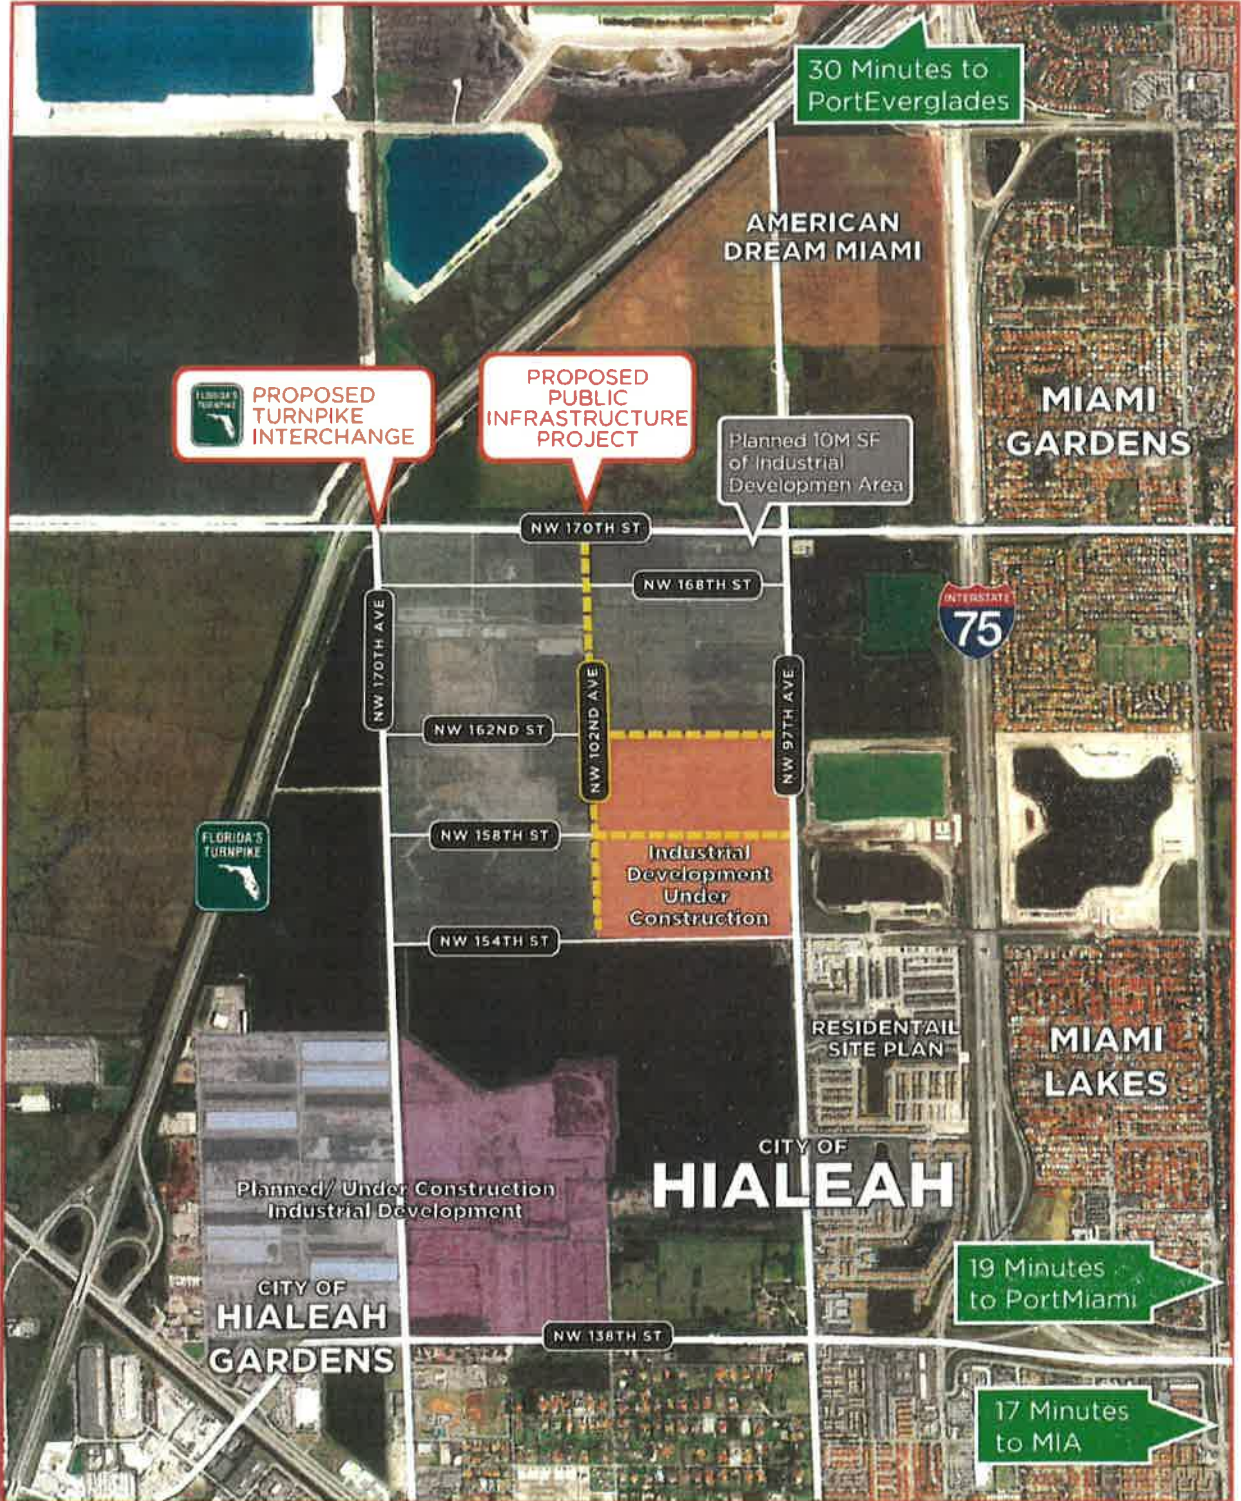 30 Minutes to
PortEverglades
AMERICAN
DREAM MIAMI
FLORIDA'S
TURNPIKE
PROPOSED
TURNPIKE
INTERCHANGE
PROPOSED
PUBLIC
INFRASTRUCTURE
PROJECT
MIAMI
GARDENS
Planned 10M SF
of Industrial
Developmen Area
NW 170TH ST
NW 168TH ST
INTERSTATE
75
NW 170TH AVE
NW 102ND AVE
NW 97TH AVE
NW 162ND ST
NW 158TH ST
FLORIDA'S
TURNPIKE
Industrial
Development
Under
Construction
NW 154TH ST
RESIDENTAIL
SITE PLAN
MIAMI
LAKES
CITY OF
HIALEAH
Planned/ Under Construction
Industrial Development
CITY OF
HIALEAH
GARDENS
19 Minutes
to PortMiami
NW 138TH ST
17 Minutes
to MIA